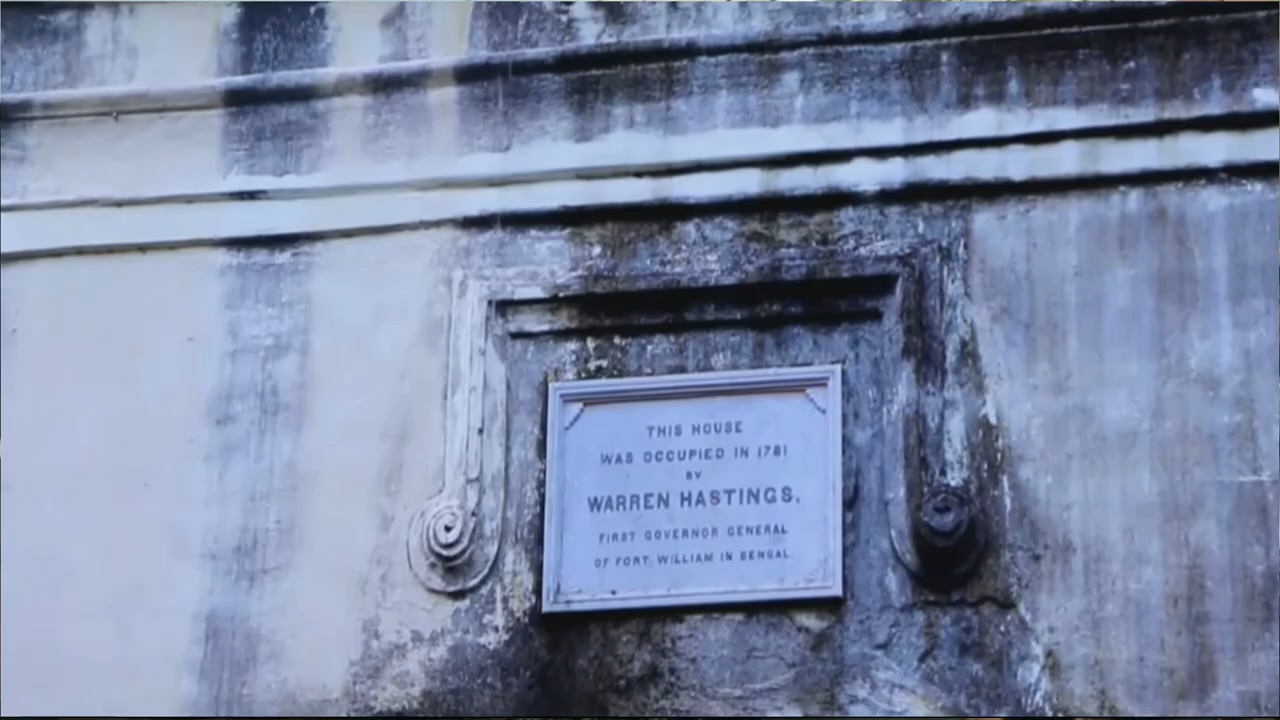 THIS HOUSE
WAS OCCUPIED IN 1781
BY
WARREN HASTINGS,
FIRST GOVERNOR GENERAL
OF FORT WILLIAM IN BENGAL.